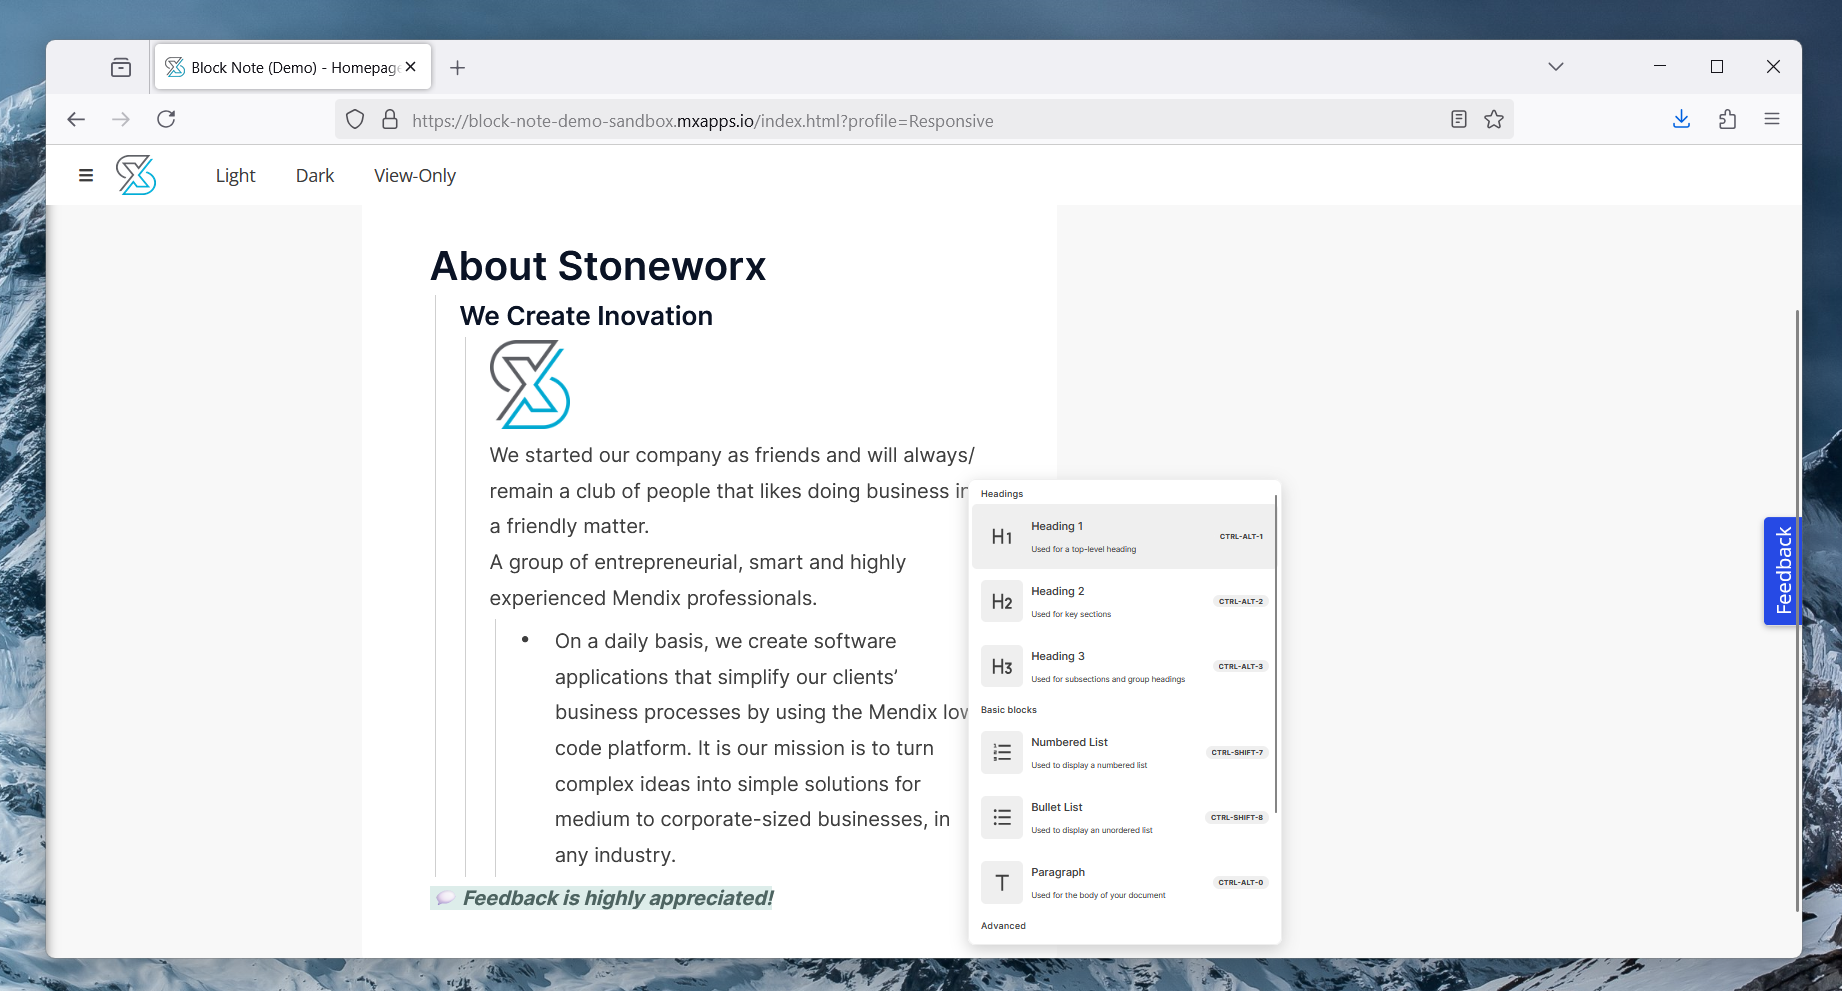 Block Note (Demo) - Homepage
https://block-note-demo-sandbox.mxapps.io/index.html?profile=Responsive
Light Dark View-Only
About Stoneworx
We Create Inovation
We started our company as friends and will always/
remain a club of people that likes doing business in
a friendly matter.
A group of entrepreneurial, smart and highly
experienced Mendix professionals.
• On a daily basis, we create software
applications that simplify our clients’
business processes by using the Mendix low
code platform. It is our mission is to turn
complex ideas into simple solutions for
medium to corporate-sized businesses, in
any industry.
Feedback is highly appreciated!
Headings
H1 Heading 1 CTRL-ALT-1
Used for a top-level heading
H2 Heading 2 CTRL-ALT-2
Used for key sections
H3 Heading 3 CTRL-ALT-3
Used for subsections and group headings
Basic blocks
Numbered List CTRL-SHIFT-7
Used to display a numbered list
Bullet List CTRL-SHIFT-8
Used to display an unordered list
T Paragraph CTRL-ALT-0
Used for the body of your document
Advanced
Feedback